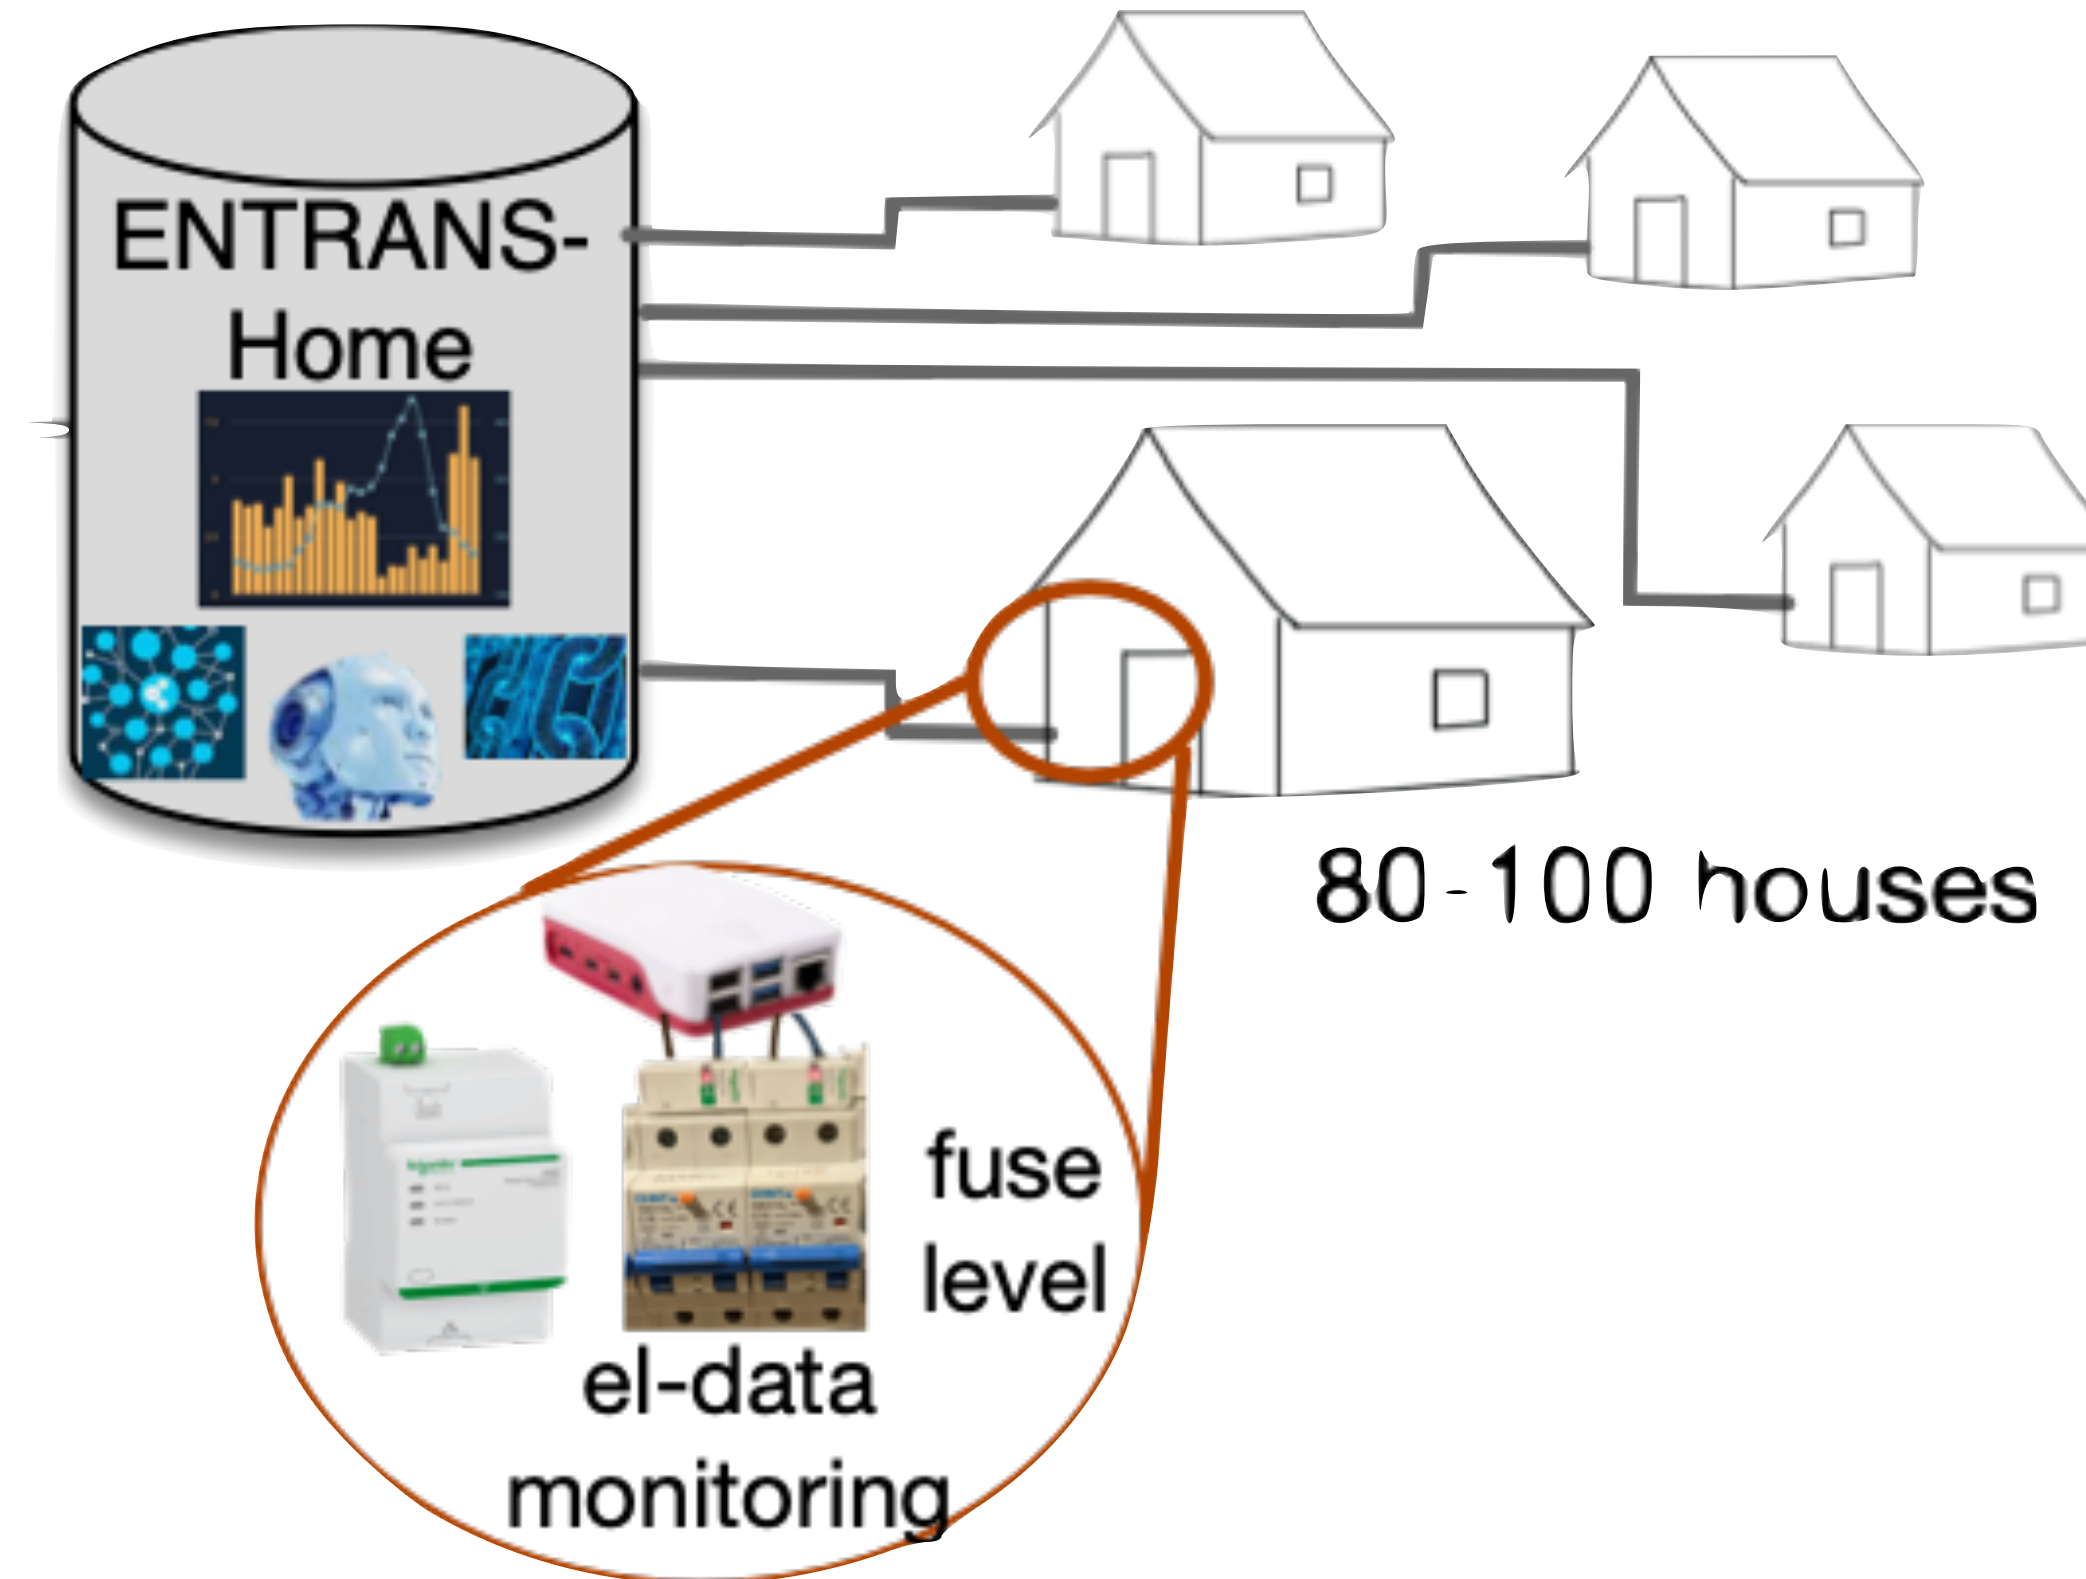 ENTRANS-
Home
80-100 houses
fuse
level
el-data
monitoring